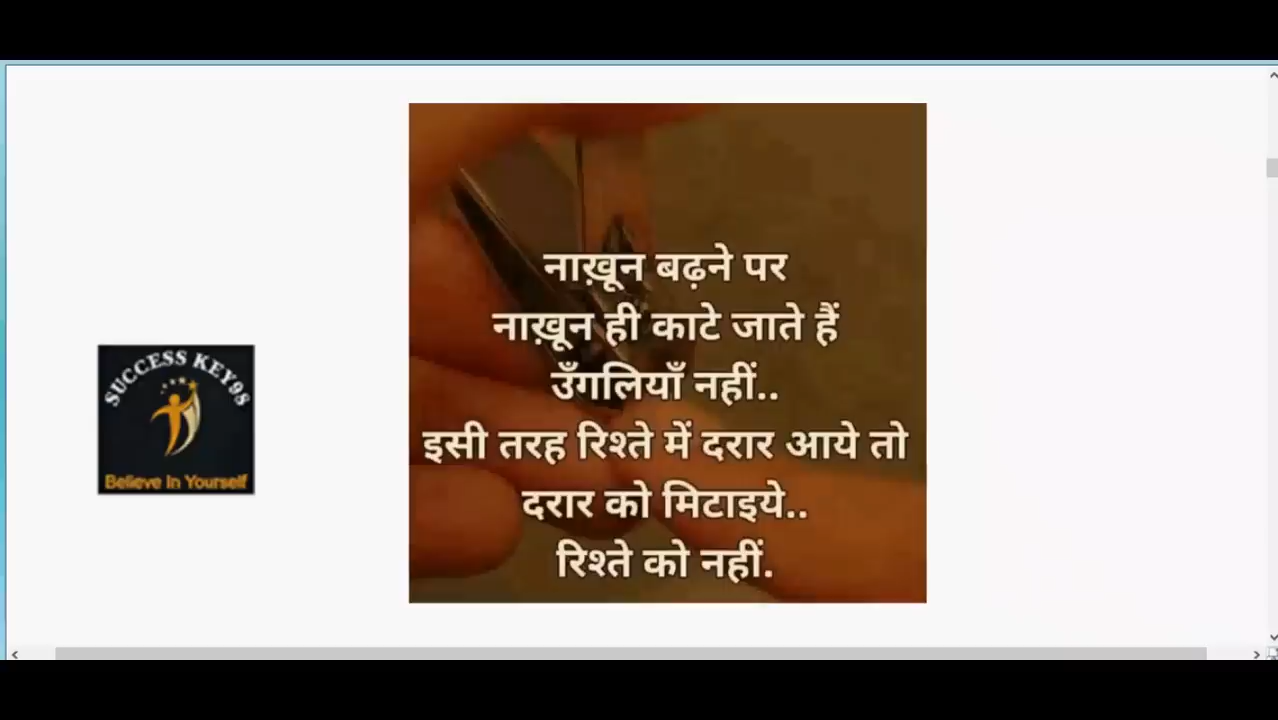 नाख़ून बढ़ने पर
नाख़ून ही काटे जाते हैं
उँगलियाँ नहीं..
इसी तरह रिश्ते में दरार आये तो
दरार को मिटाइये..
रिश्ते को नहीं.
SUCCESS KEY98
Believe In Yourself